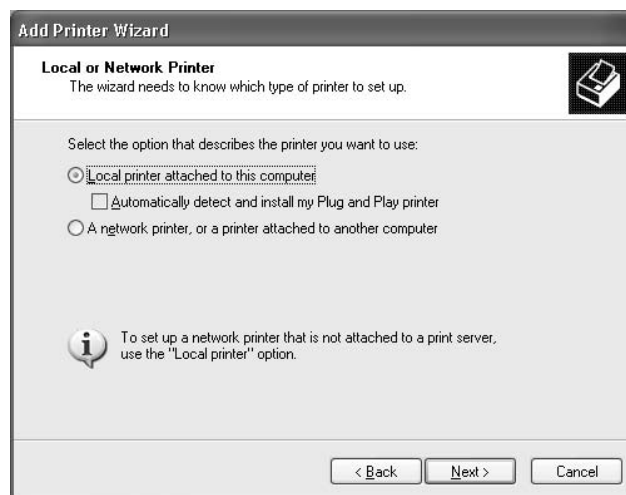 Add Printer Wizard
Local or Network Printer
The wizard needs to know which type of printer to set up.
Select the option that describes the printer you want to use:
Local printer attached to this computer
Automatically detect and install my Plug and Play printer
A network printer, or a printer attached to another computer
To set up a network printer that is not attached to a print server,
use the "Local printer" option.
< Back Next > Cancel